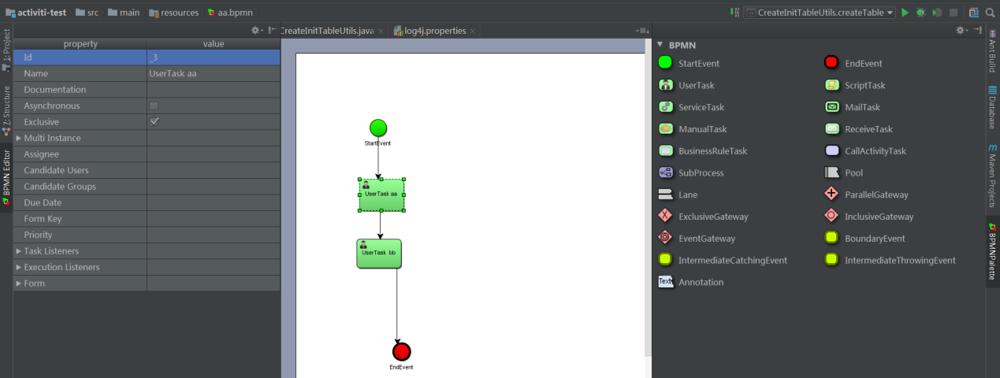 activiti-test src main resources aa.bpmn CreateInitTableUtils.createTable
1: Project
7: Structure
BPMN Editor
property value
Id _3
Name UserTask aa
Documentation
Asynchronous
Exclusive
Multi Instance
Assignee
Candidate Users
Candidate Groups
Due Date
Form Key
Priority
Task Listeners
Execution Listeners
Form
CreateInitTableUtils.java log4j.properties
StartEvent
UserTask aa
UserTask bb
EndEvent
BPMN
StartEvent EndEvent
UserTask ScriptTask
ServiceTask MailTask
ManualTask ReceiveTask
BusinessRuleTask CallActivityTask
SubProcess Pool
Lane ParallelGateway
ExclusiveGateway InclusiveGateway
EventGateway BoundaryEvent
IntermediateCatchingEvent IntermediateThrowingEvent
Text Annotation
Ant Build
Database
Maven Projects
BPMNPalette